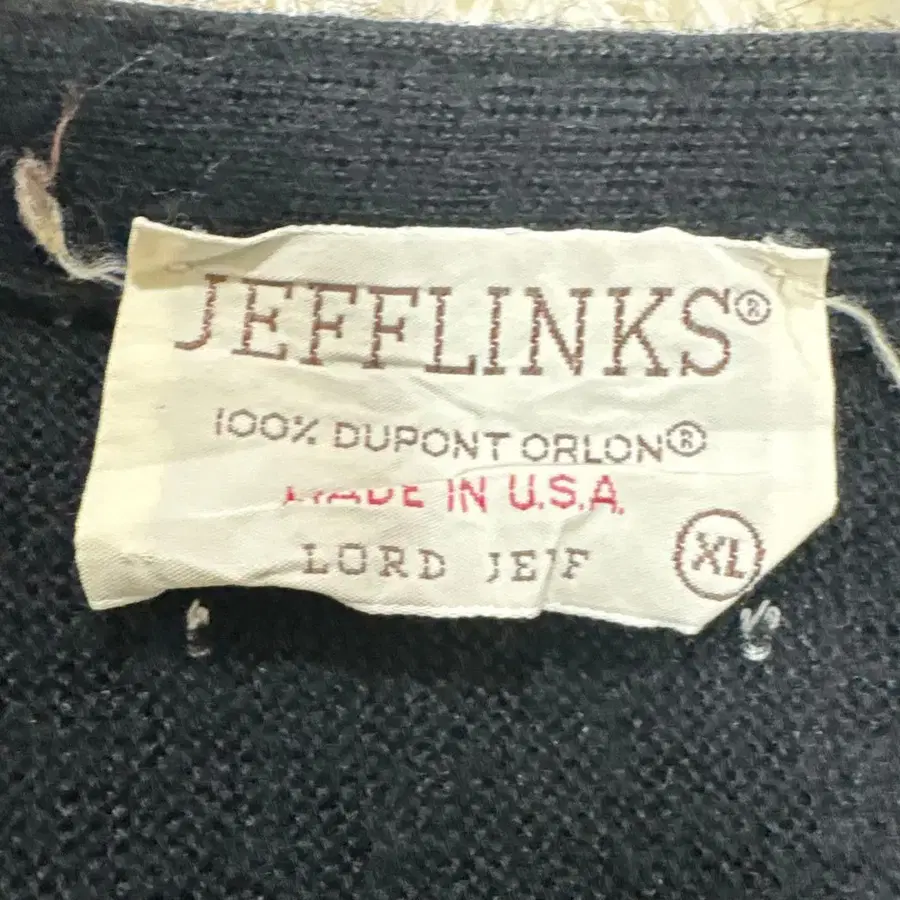 JEFFLINKS®
100% DUPONT ORLON®
MADE IN U.S.A.
LORD JEFF
XL